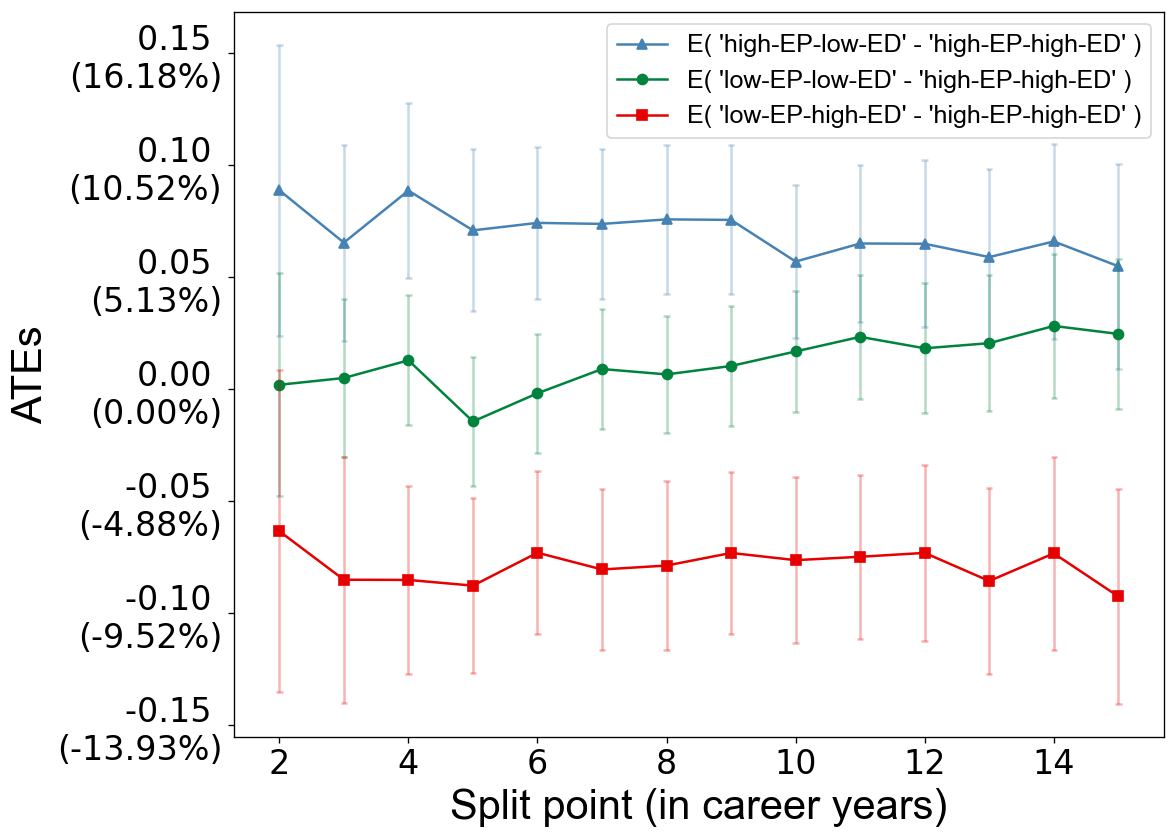 0.15
(16.18%)
0.10
(10.52%)
0.05
(5.13%)
0.00
(0.00%)
-0.05
(-4.88%)
-0.10
(-9.52%)
-0.15
(-13.93%)
ATEs
E( 'high-EP-low-ED' - 'high-EP-high-ED' )
E( 'low-EP-low-ED' - 'high-EP-high-ED' )
E( 'low-EP-high-ED' - 'high-EP-high-ED' )
2 4 6 8 10 12 14
Split point (in career years)